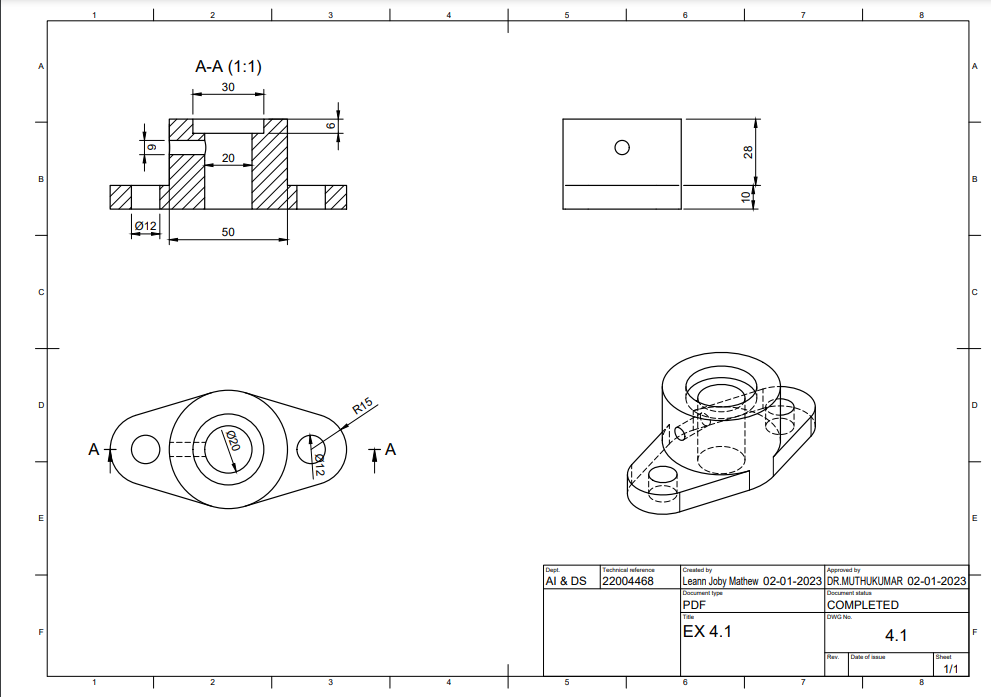 1 2 3 4 5 6 7 8
A A
B B
C C
D D
E E
F F
A-A (1:1)
30
6
6
20
Ø12
50
28
10
R15
A A
Ø20
Ø12
Dept.
AI & DS
Technical reference
22004468
Created by
Leann Joby Mathew 02-01-2023
Approved by
DR.MUTHUKUMAR 02-01-2023
Document type
PDF
Document status
COMPLETED
Title
EX 4.1
DWG No.
4.1
Rev.
Date of issue
Sheet
1/1
1 2 3 4 5 6 7 8